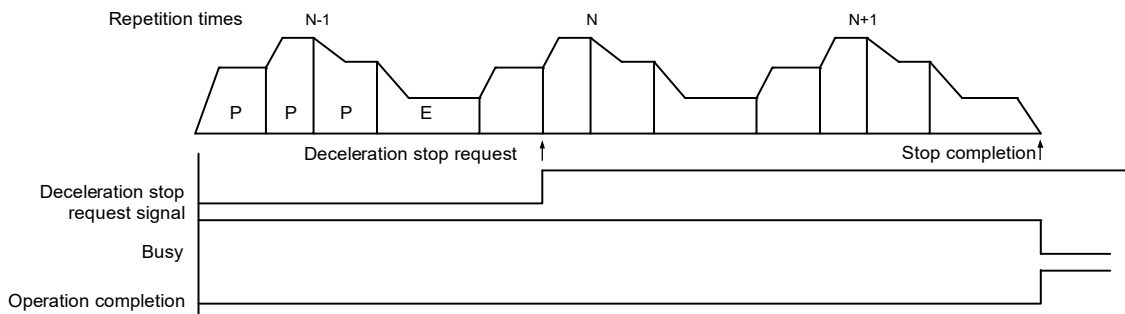 Repetition times
N-1
N
N+1
P
P
P
E
Deceleration stop request
Stop completion
Deceleration stop
request signal
Busy
Operation completion